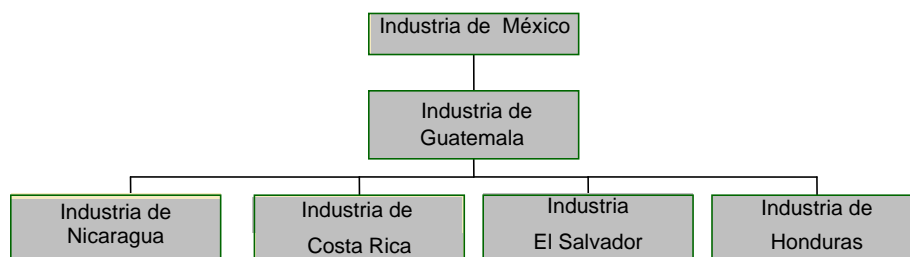 Industria de México
Industria de
Guatemala
Industria de
Nicaragua
Industria de
Costa Rica
Industria
El Salvador
Industria de
Honduras